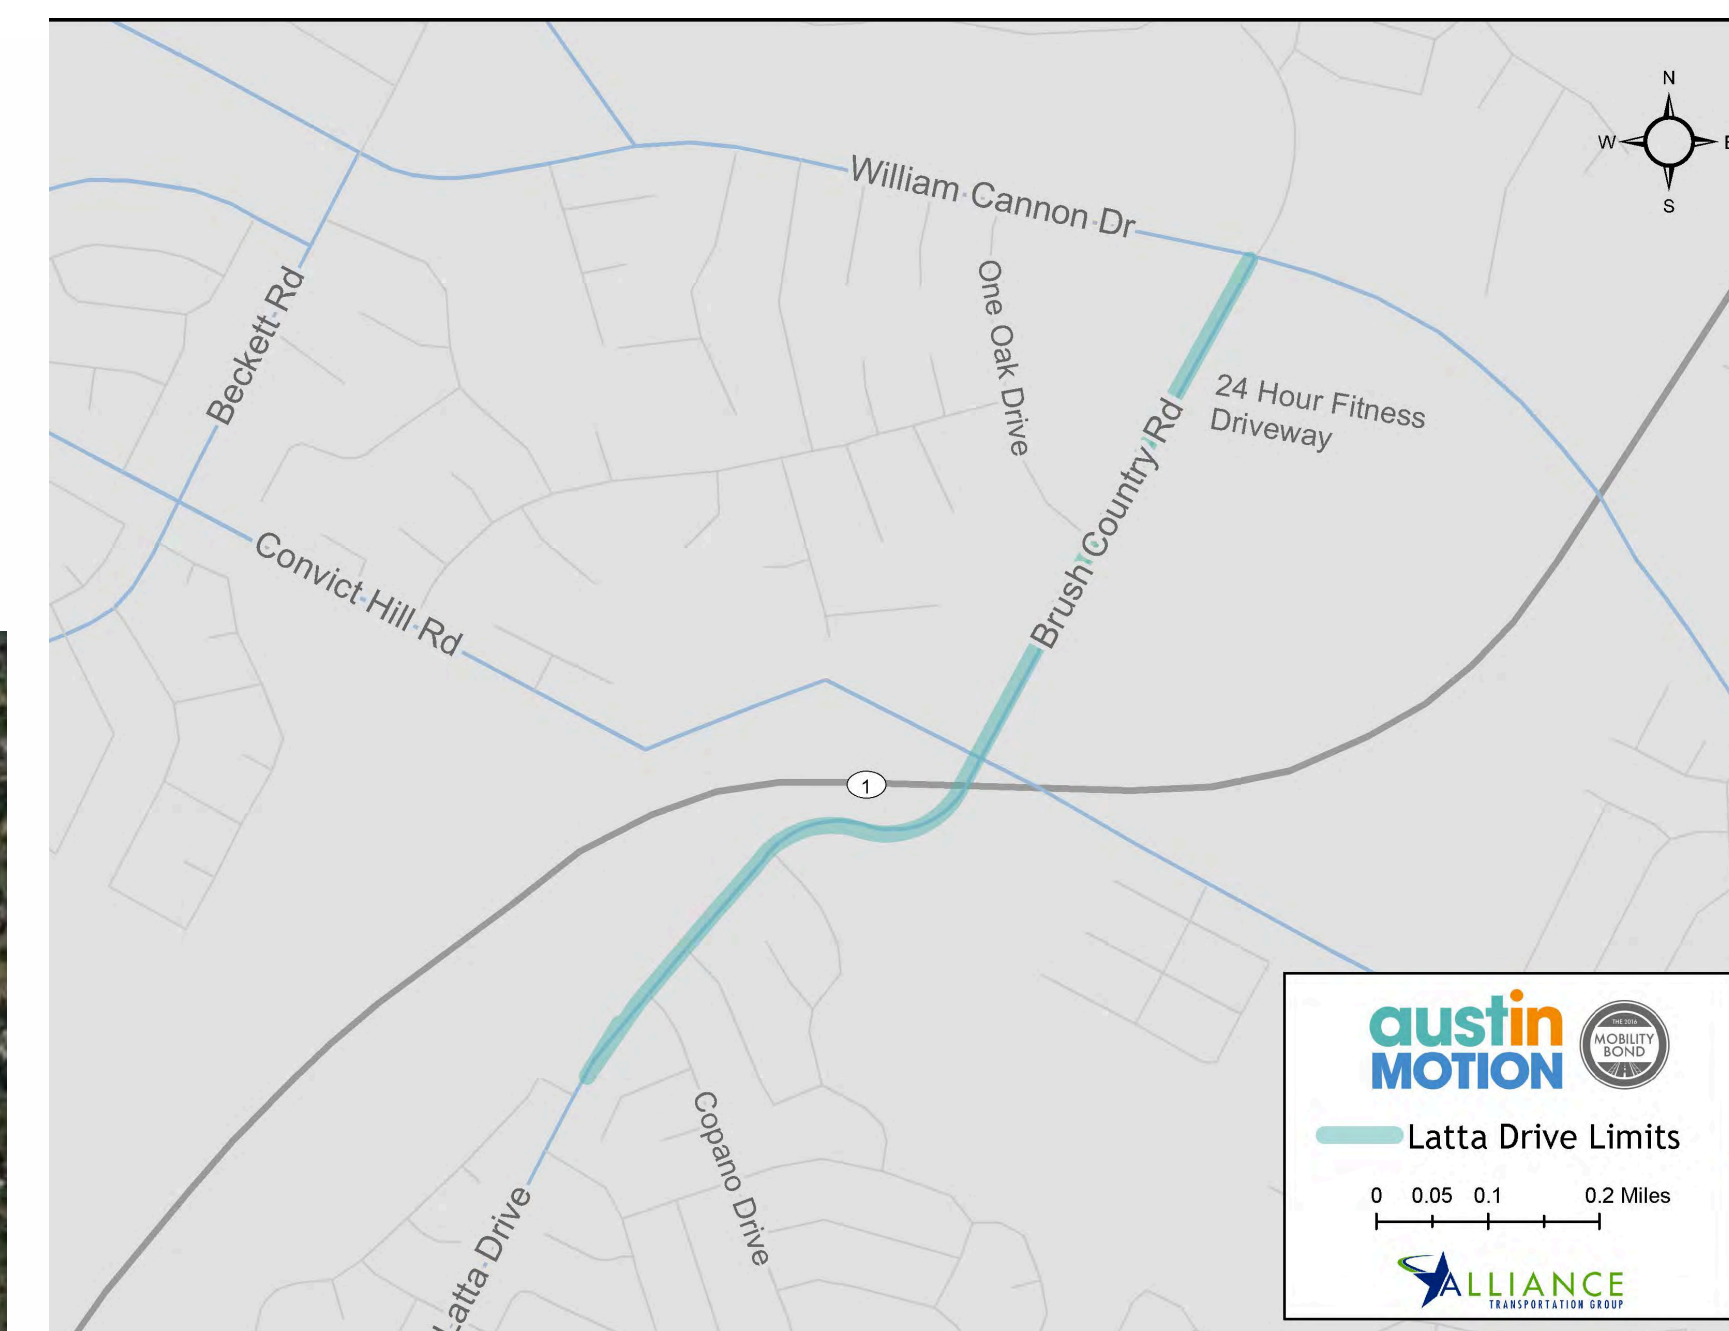 N
W
E
S
William Cannon Dr
One Oak Drive
Beckett Rd
24 Hour Fitness
Driveway
Brush Country Rd
Convict Hill Rd
1
Copano Drive
Latta Drive
austin
MOTION
THE 2016
MOBILITY
BOND
Latta Drive Limits
0 0.05 0.1 0.2 Miles
ALLIANCE
TRANSPORTATION GROUP